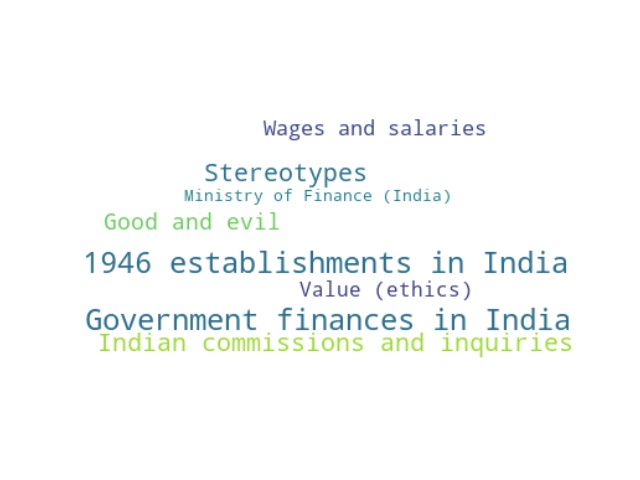 Wages and salaries
Stereotypes
Ministry of Finance (India)
Good and evil
1946 establishments in India
Value (ethics)
Government finances in India
Indian commissions and inquiries